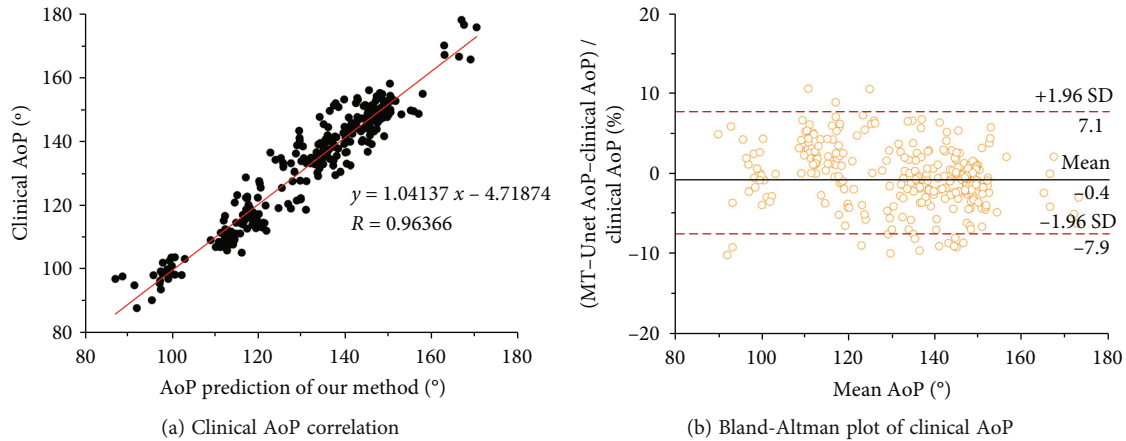 180
160
140
120
100
80
Clinical AoP (º)
y = 1.04137 x – 4.71874
R = 0.96366
80
100
120
140
160
180
AoP prediction of our method (°)
(a) Clinical AoP correlation
20
10
0
–10
–20
(MT–Unet AoP–clinical AoP) /
clinical AoP (%)
+1.96 SD
7.1
Mean
–0.4
–1.96 SD
–7.9
80
100
120
140
160
180
Mean AoP (°)
(b) Bland-Altman plot of clinical AoP